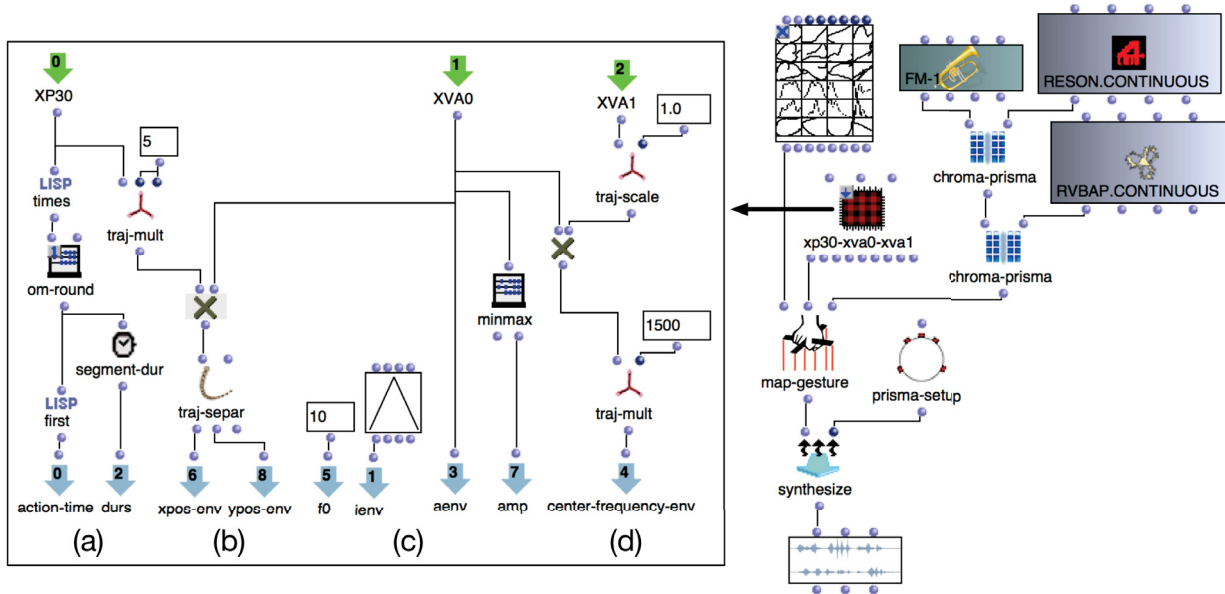 0
XP30
1
XVA0
2
XVA1
5
1.0
LISP
times
traj-mult
traj-scale
1
om-round
segment-dur
minmax
1500
LISP
first
traj-separ
10
traj-mult
0
2
6
8
5
1
3
7
4
action-time
durs
xpos-env
ypos-env
f0
ienv
aenv
amp
center-frequency-env
(a)
(b)
(c)
(d)
FM-1
RESON.CONTINUOUS
chroma-prisma
RVBAP.CONTINUOUS
xp30-xva0-xva1
chroma-prisma
map-gesture
prisma-setup
synthesize